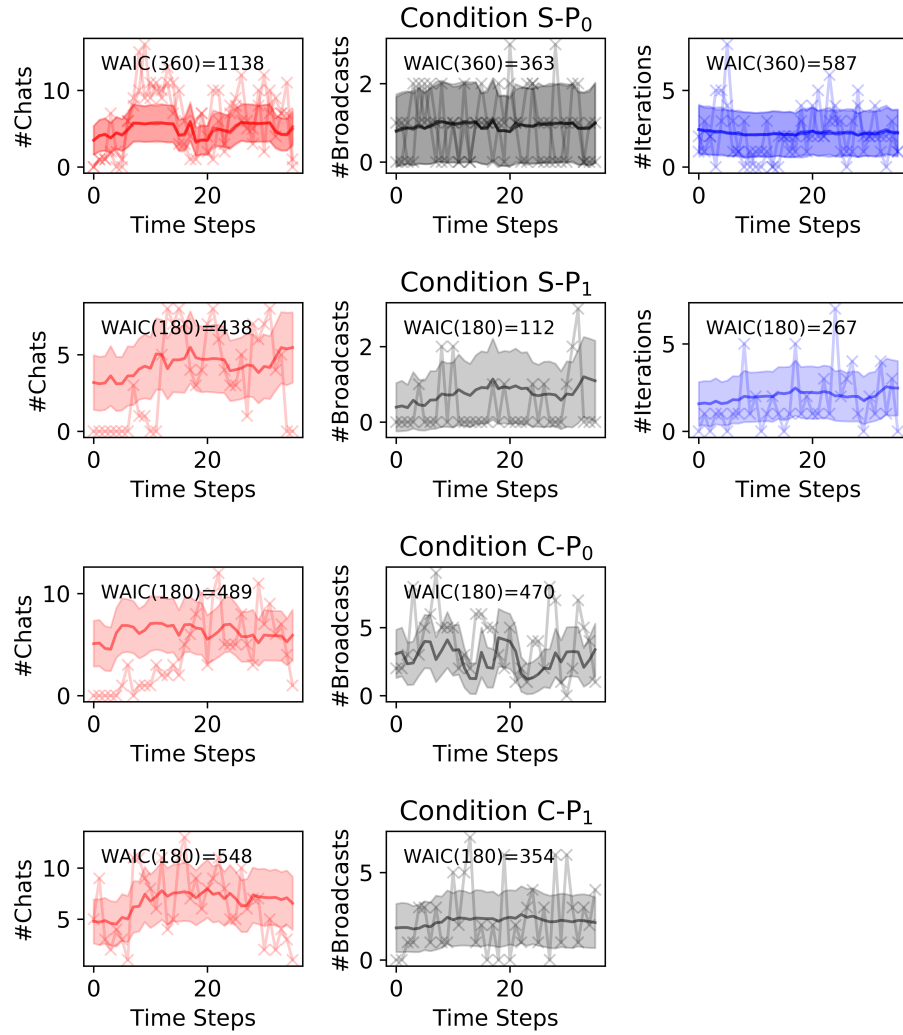 Condition S-P₀
WAIC(360)=1138
WAIC(360)=363
WAIC(360)=587
#Chats
10
0
#Broadcasts
2
0
#Iterations
5
0
0
20
0
20
0
20
Time Steps
Time Steps
Time Steps
Condition S-P₁
WAIC(180)=438
WAIC(180)=112
WAIC(180)=267
#Chats
5
0
#Broadcasts
2
0
#Iterations
5
0
0
20
0
20
0
20
Time Steps
Time Steps
Time Steps
Condition C-P₀
WAIC(180)=489
WAIC(180)=470
#Chats
10
0
#Broadcasts
5
0
0
20
0
20
Time Steps
Time Steps
Condition C-P₁
WAIC(180)=548
WAIC(180)=354
#Chats
10
5
#Broadcasts
5
0
0
20
0
20
Time Steps
Time Steps